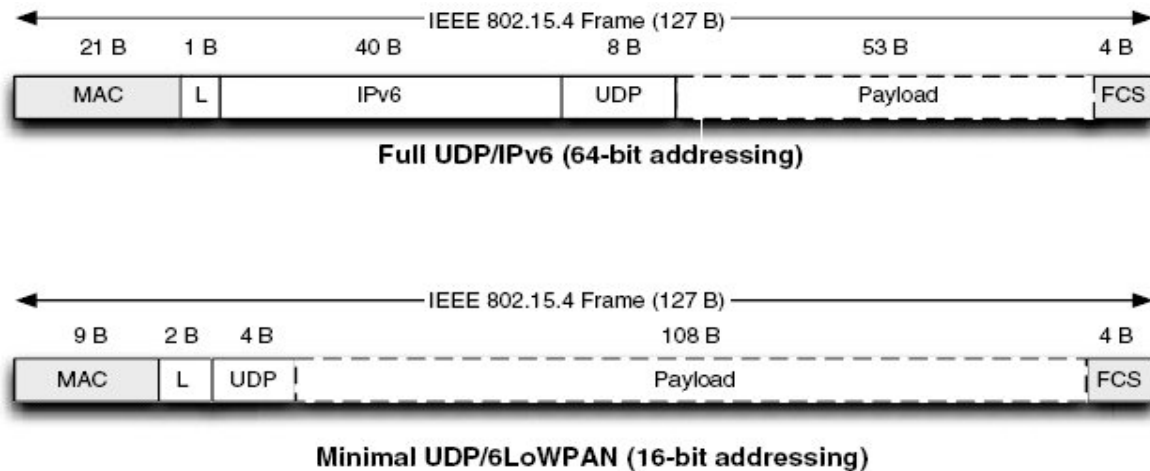 IEEE 802.15.4 Frame (127 B)
21 B 1 B 40 B 8 B 53 B 4 B
MAC L IPv6 UDP Payload FCS
Full UDP/IPv6 (64-bit addressing)
IEEE 802.15.4 Frame (127 B)
9 B 2 B 4 B 108 B 4 B
MAC L UDP Payload FCS
Minimal UDP/6LoWPAN (16-bit addressing)